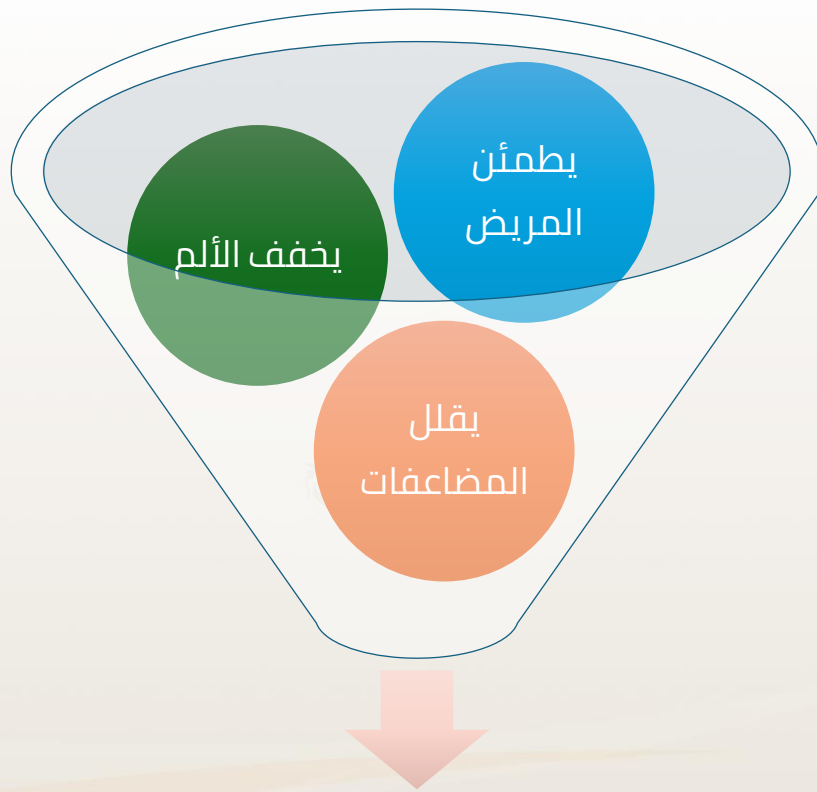 يطمئن
المريض
يخفف الألم
يقلل
المضاعفات